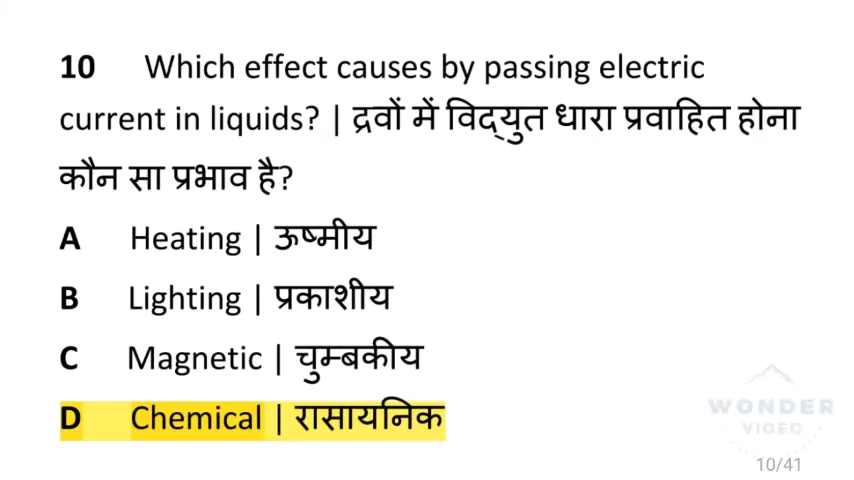 10 Which effect causes by passing electric
current in liquids? | द्रवों में विद्‌युत धारा प्रवाहित होना
कौन सा प्रभाव है?
A Heating | ऊष्मीय
B Lighting | प्रकाशीय
C Magnetic | चुम्बकीय
D Chemical | रासायनिक
WONDER
VIDEO
10/41